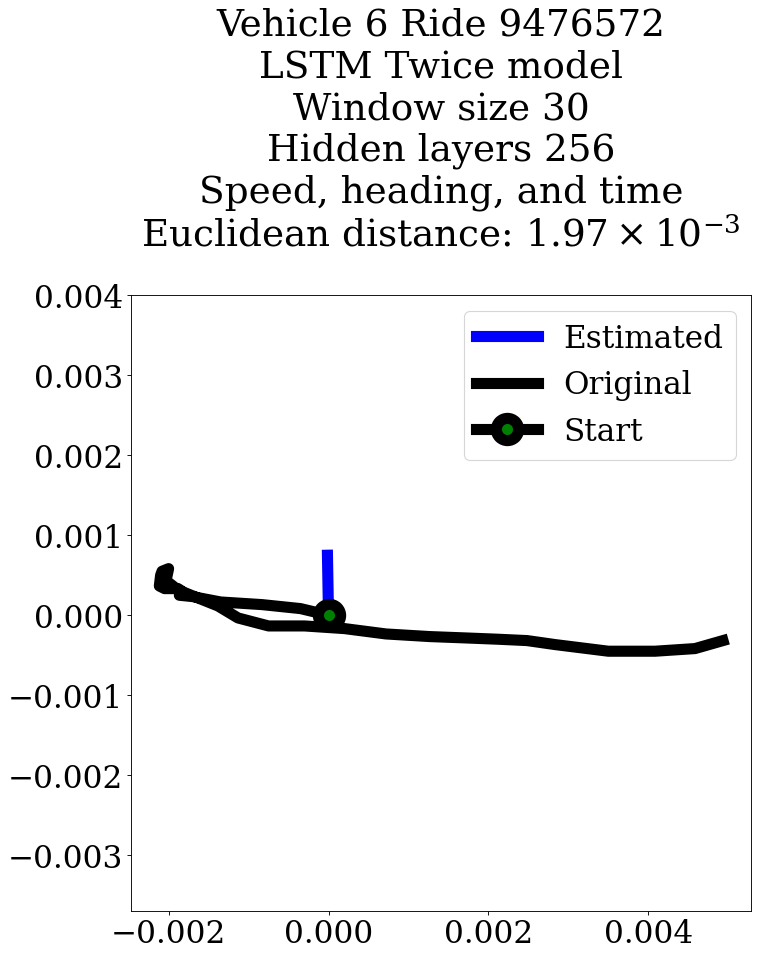 Vehicle 6 Ride 9476572
LSTM Twice model
Window size 30
Hidden layers 256
Speed, heading, and time
Euclidean distance: 1.97 × 10⁻³
0.004
0.003
0.002
0.001
0.000
−0.001
−0.002
−0.003
Estimated
Original
Start
−0.002 0.000 0.002 0.004